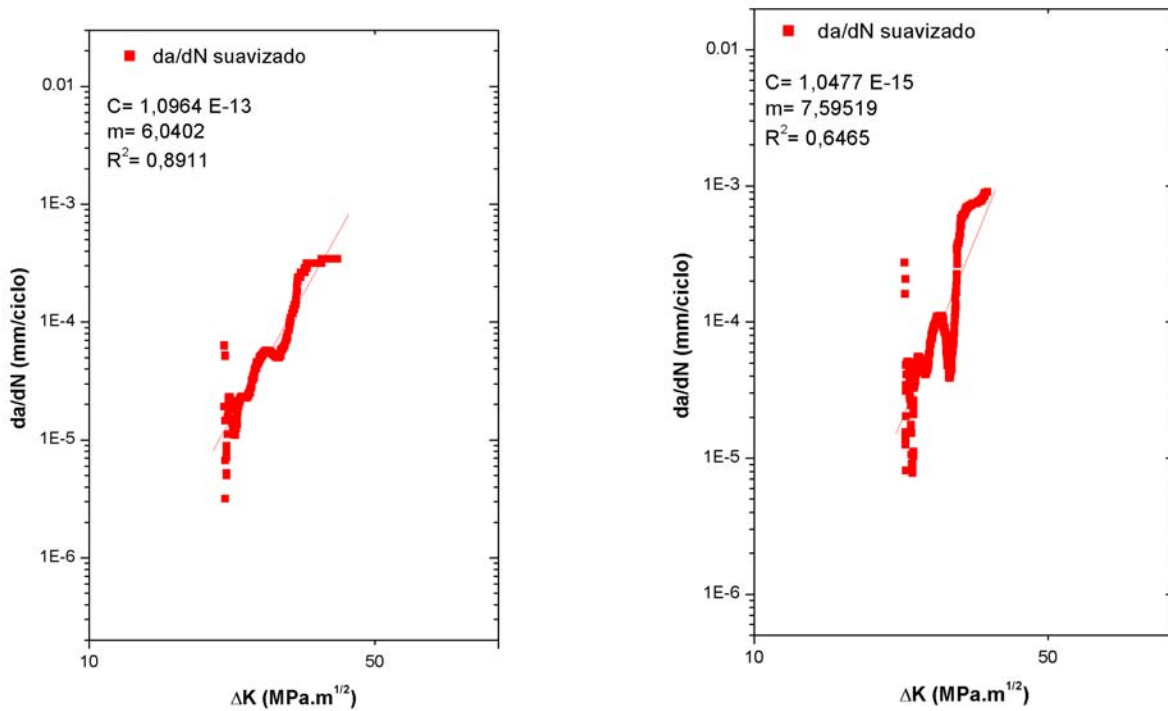 da/dN suavizado
C= 1,0964 E-13
m= 6,0402
R²= 0,8911
0.01
1E-3
1E-4
1E-5
1E-6
da/dN (mm/ciclo)
10
50
ΔK (MPa.m^1/2)
da/dN suavizado
C= 1,0477 E-15
m= 7,59519
R²= 0,6465
0.01
1E-3
1E-4
1E-5
1E-6
da/dN (mm/ciclo)
10
50
ΔK (MPa.m^1/2)